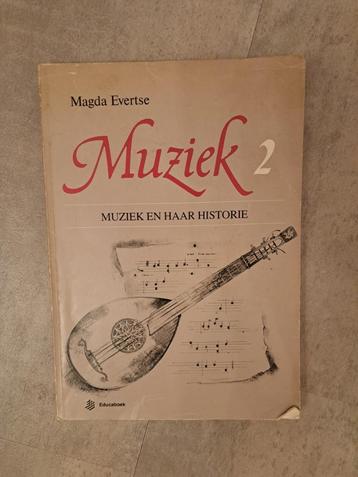 Magda Evertse
Muziek 2
MUZIEK EN HAAR HISTORIE
Educaboek